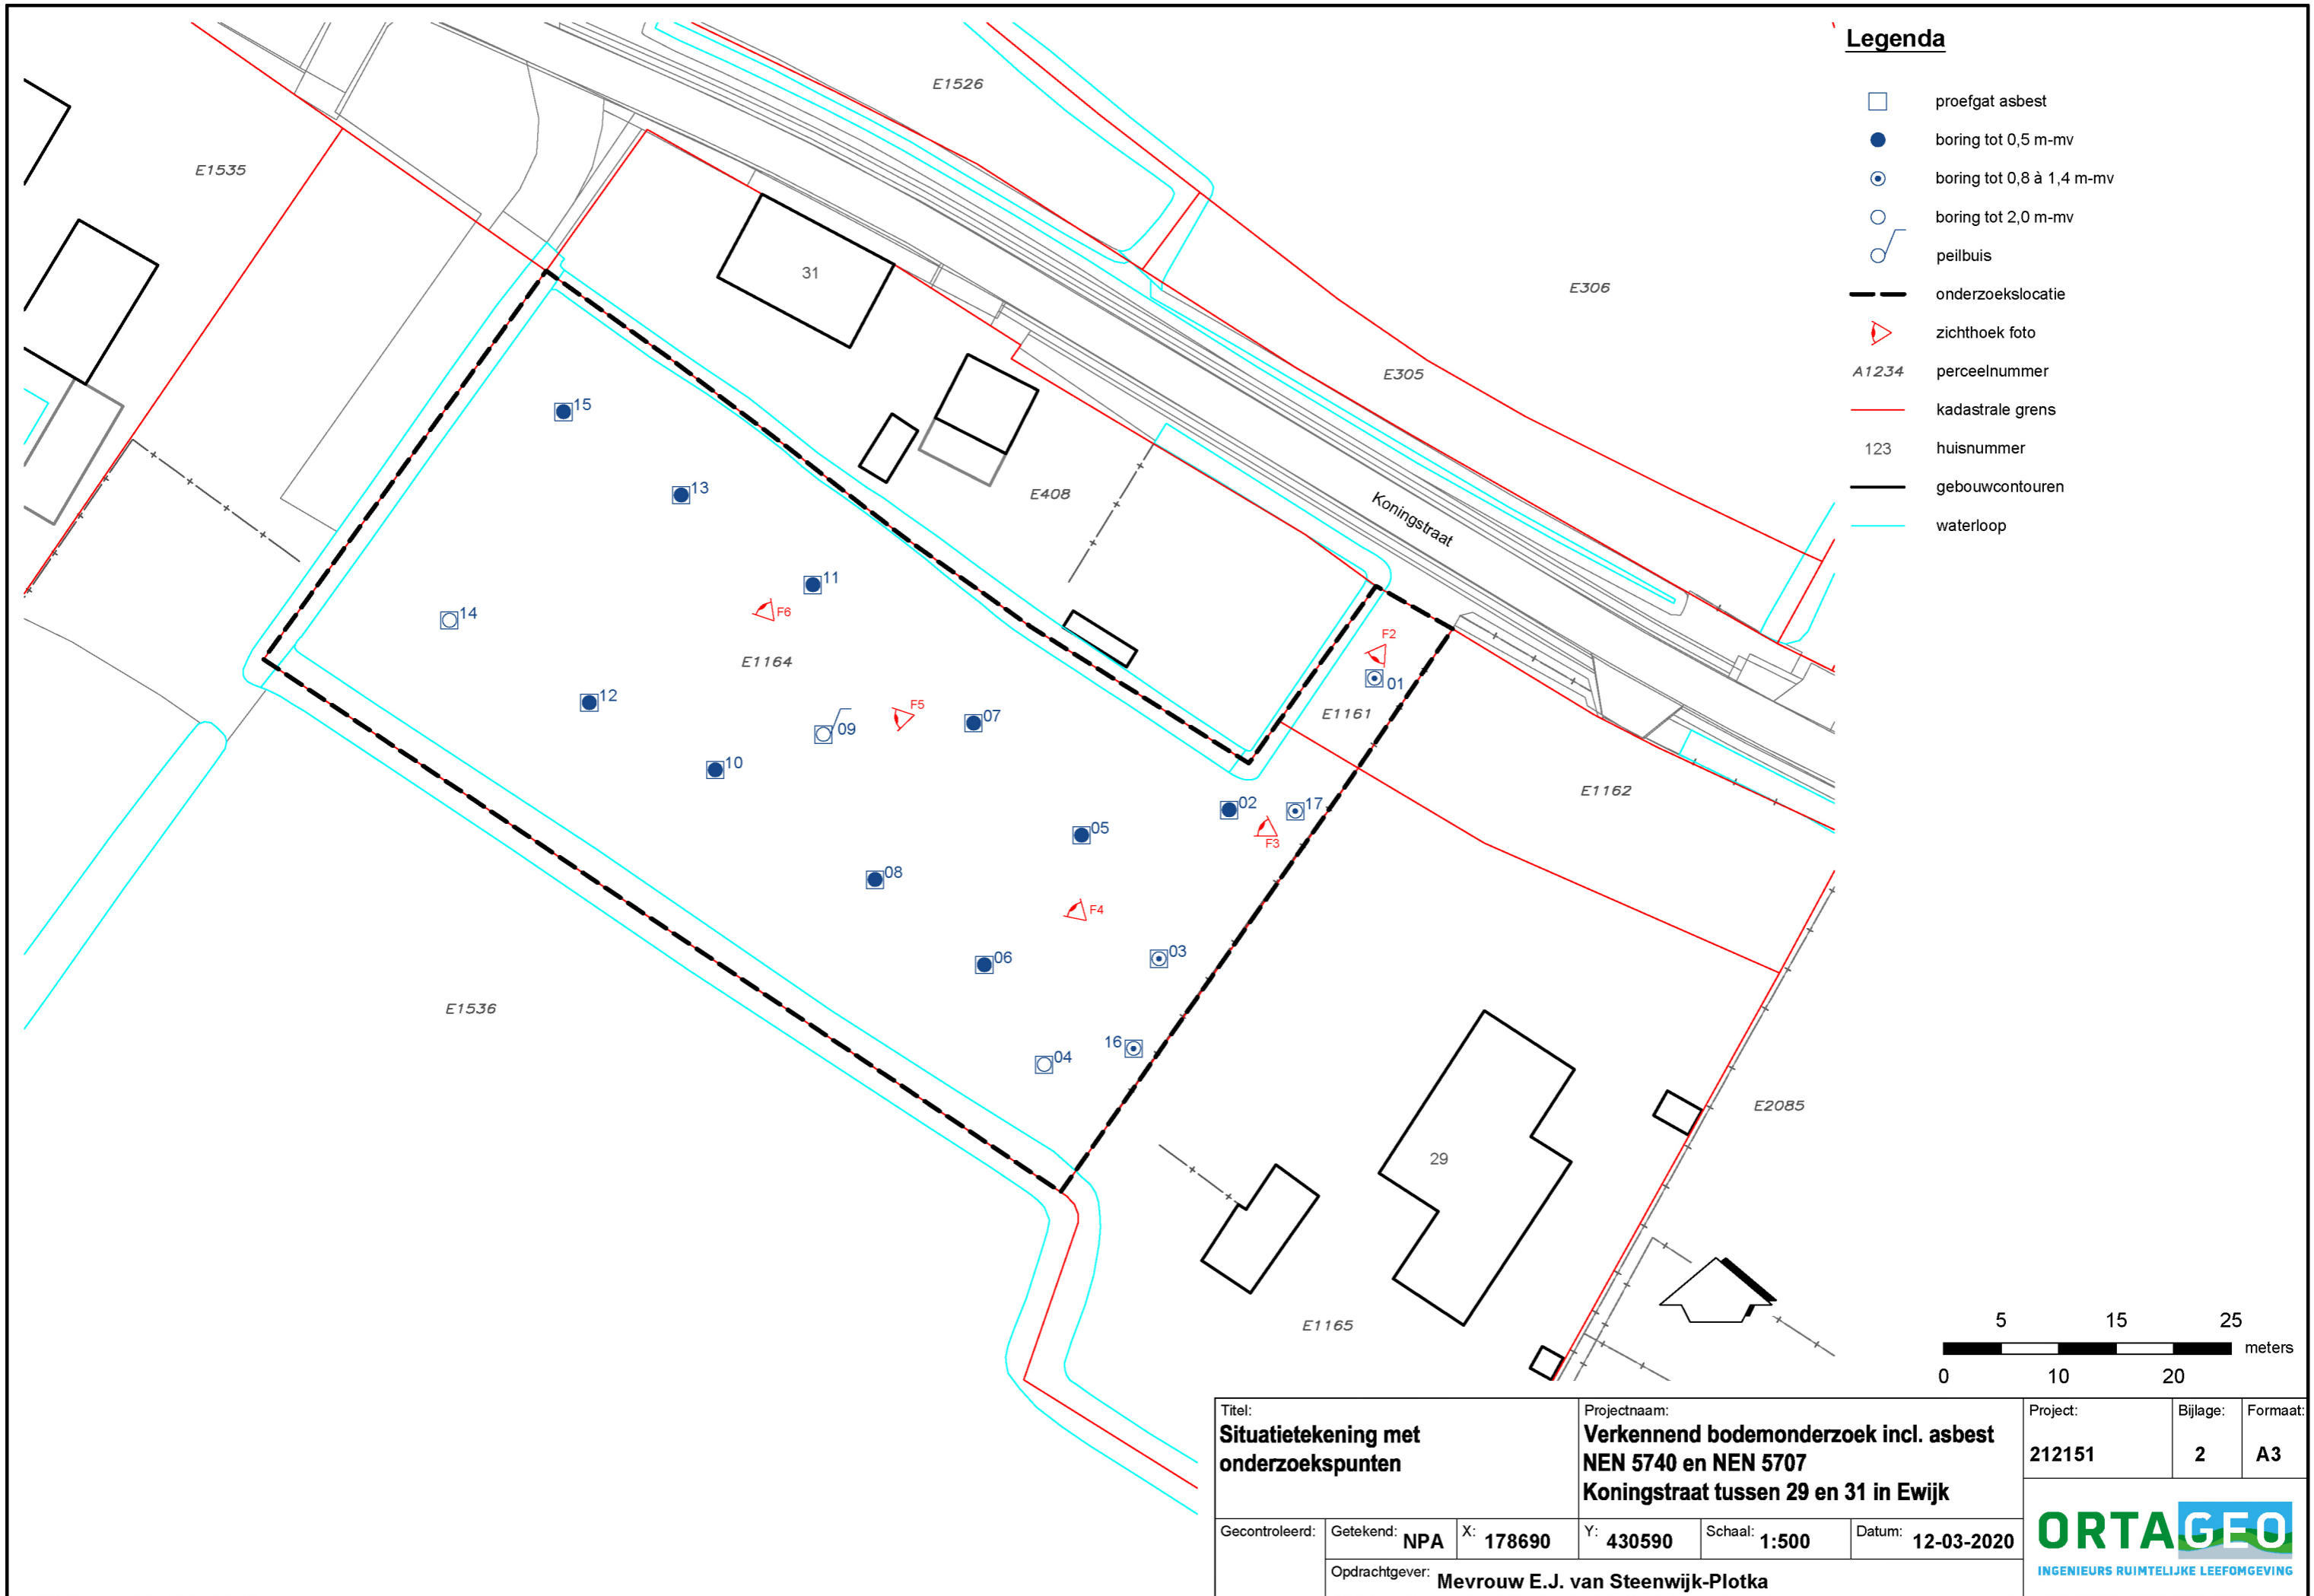 Legenda
proefgat asbest
boring tot 0,5 m-mv
boring tot 0,8 à 1,4 m-mv
boring tot 2,0 m-mv
peilbuis
onderzoekslocatie
zichthoek foto
A1234 perceelnummer
kadastrale grens
123 huisnummer
gebouwcontouren
waterloop
E1526
E1535
31
E306
E305
15
13
E408
Koningstraat
11
F6
14
E1164
F2
01
12
F5
E1161
09
07
10
E1162
02
17
05
F3
08
F4
03
06
E1536
16
04
E2085
29
E1165
5 15 25
meters
0 10 20
Titel:
Situatietekening met
onderzoekspunten
Projectnaam:
Verkennend bodemonderzoek incl. asbest
NEN 5740 en NEN 5707
Koningstraat tussen 29 en 31 in Ewijk
Project:
212151
Bijlage:
2
Formaat:
A3
Gecontroleerd:
Getekend: NPA
X: 178690
Y: 430590
Schaal: 1:500
Datum: 12-03-2020
Opdrachtgever: Mevrouw E.J. van Steenwijk-Plotka
ORTAGEO
INGENIEURS RUIMTELIJKE LEEFOMGEVING